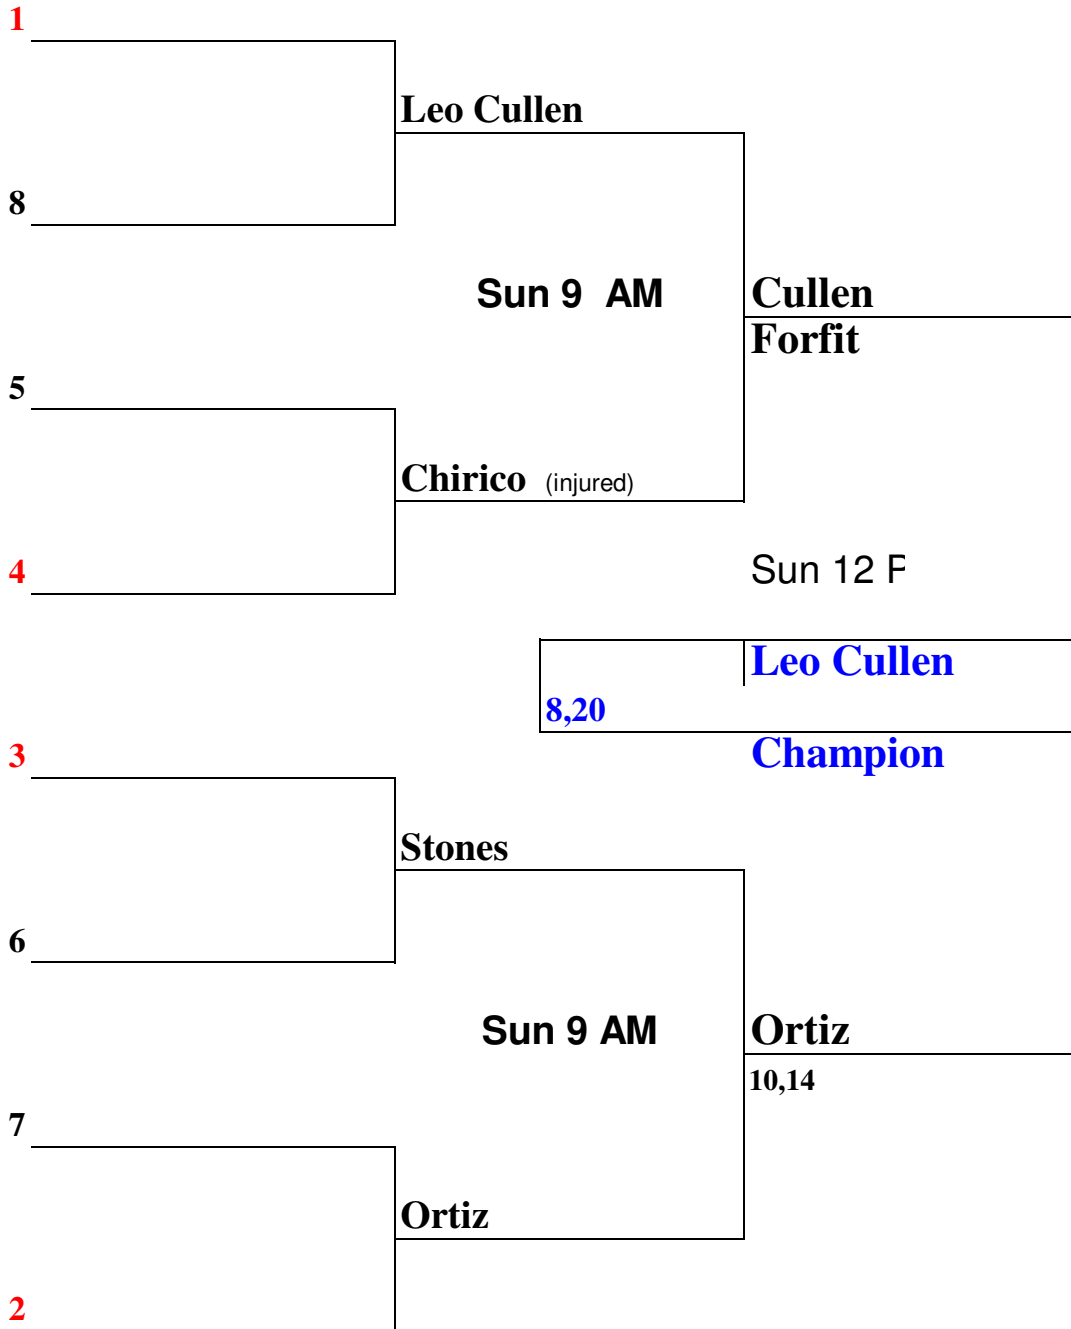 1
Leo Cullen
8
Sun 9 AM
Cullen
Forfit
5
Chirico (injured)
4
Sun 12 P
Leo Cullen
8,20
Champion
3
Stones
6
Sun 9 AM
Ortiz
10,14
7
Ortiz
2